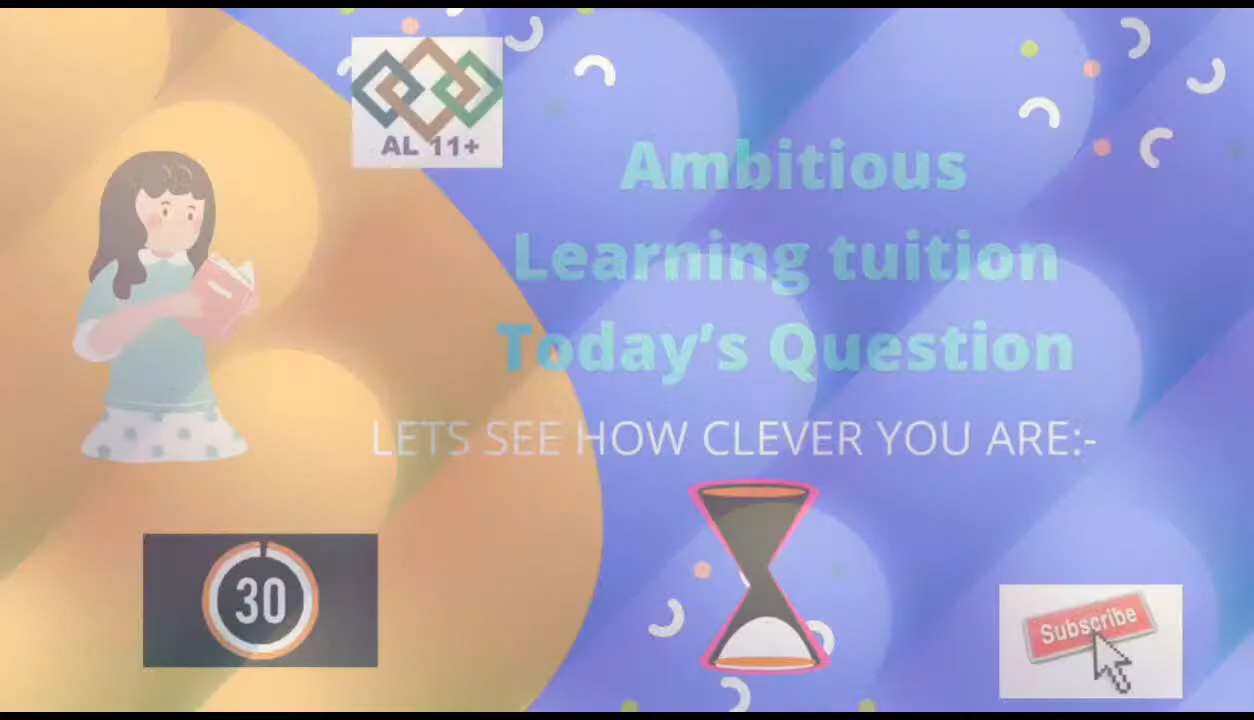 AL 11+
Ambitious
Learning tuition
Today's Question
LETS SEE HOW CLEVER YOU ARE:-
30
Subscribe